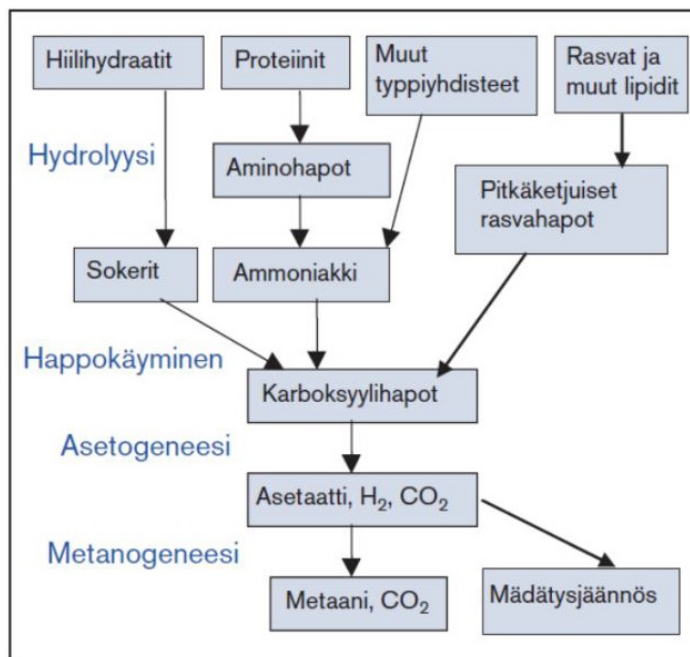 Hiilihydraatit
Proteiinit
Muut
typpiyhdisteet
Rasvat ja
muut lipidit
Hydrolyysi
Aminohapot
Pitkäketjuiset
rasvahapot
Sokerit
Ammoniakki
Happokäyminen
Karboksyylihapot
Asetogeneesi
Asetaatti, H₂, CO₂
Metanogeneesi
Metaani, CO₂
Mädätysjäännös